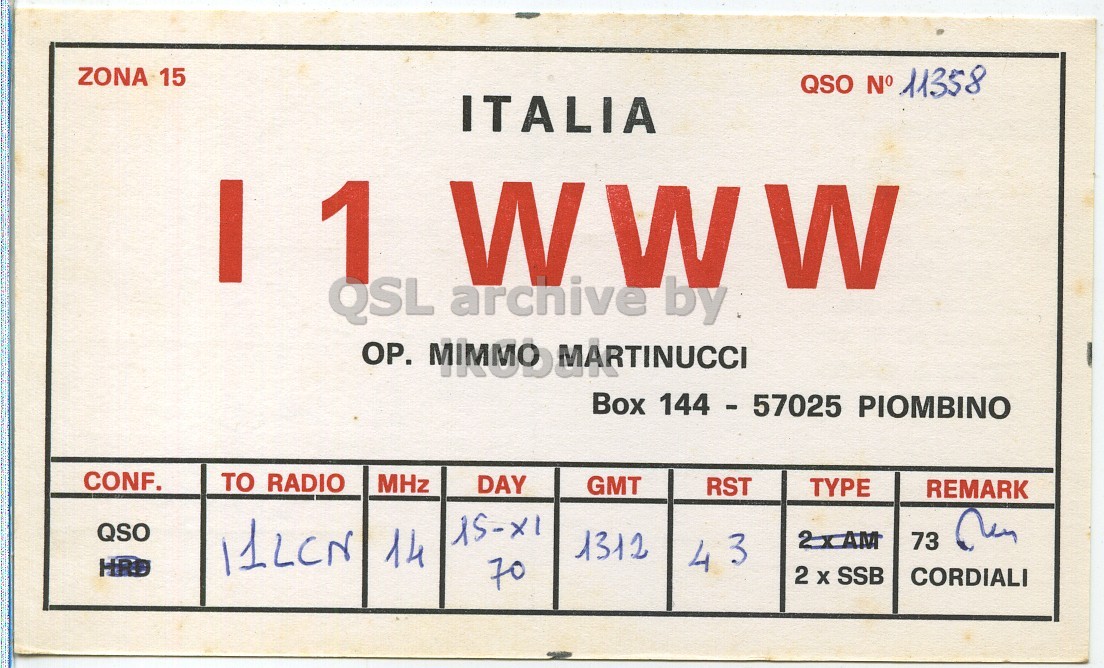 ZONA 15
QSO Nº 11358
ITALIA
I 1 WWW
QSL archive by
ik6bak
OP. MIMMO MARTINUCCI
Box 144 - 57025 PIOMBINO
CONF. TO RADIO MHz DAY GMT RST TYPE REMARK
QSO
HRD
I1LCN
14
15-XI
70
1312
43
2 x AM
2 x SSB
73
CORDIALI